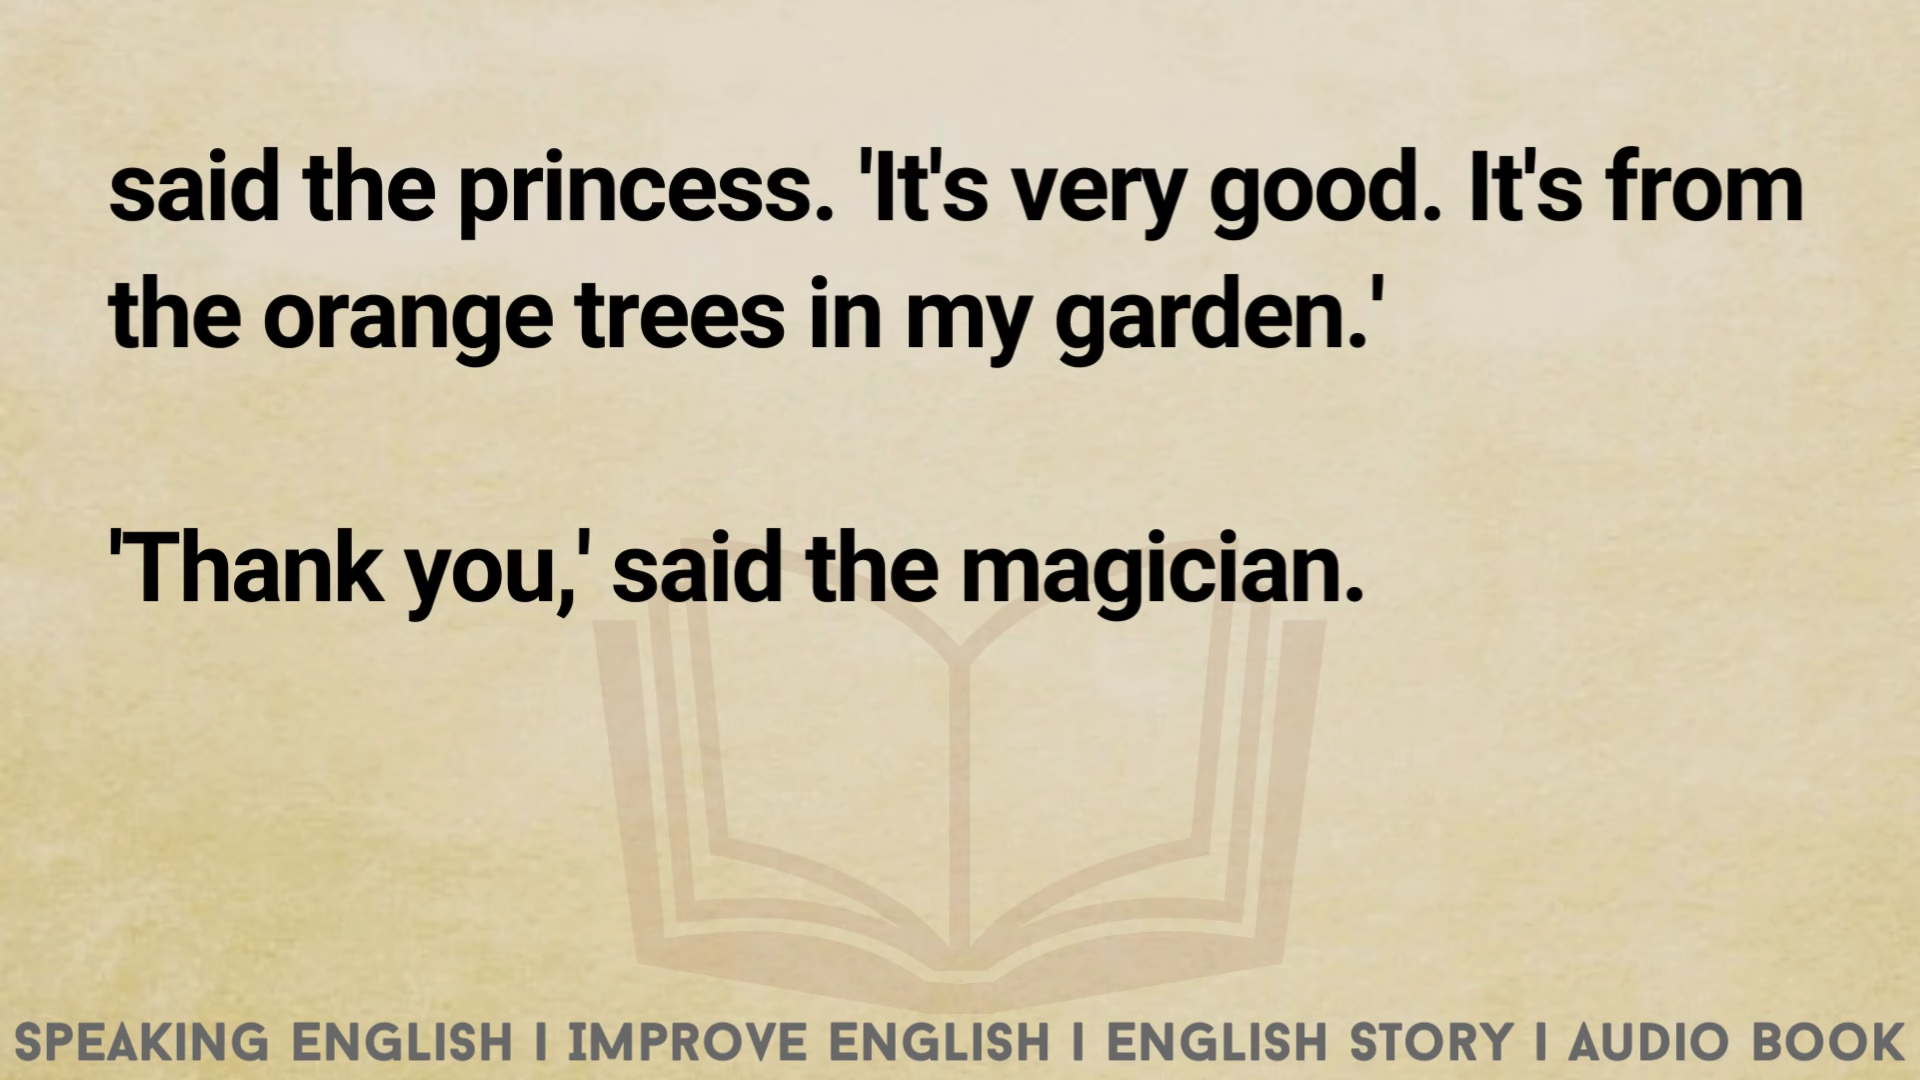 said the princess. 'It's very good. It's from
the orange trees in my garden.'
'Thank you,' said the magician.
SPEAKING ENGLISH I IMPROVE ENGLISH I ENGLISH STORY I AUDIO BOOK